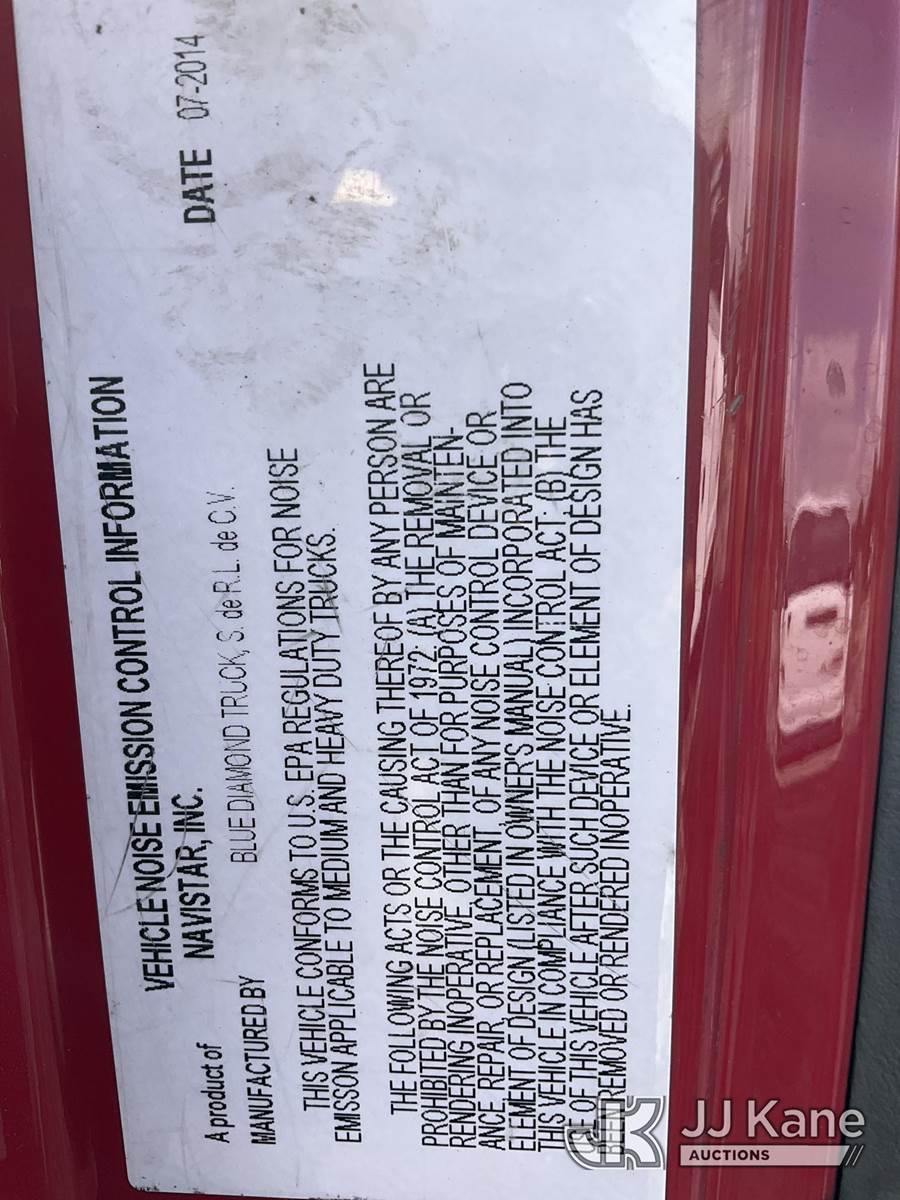 VEHICLE NOISE EMISSION CONTROL INFORMATION
A product of NAVISTAR, INC. DATE 07-2014
MANUFACTURED BY BLUE DIAMOND TRUCK, S. de R.L. de C.V.
THIS VEHICLE CONFORMS TO U.S. EPA REGULATIONS FOR NOISE
EMISSON APPLICABLE TO MEDIUM AND HEAVY DUTY TRUCKS.
THE FOLLOWING ACTS OR THE CAUSING THEREOF BY ANY PERSON ARE
PROHIBITED BY THE NOISE CONTROL ACT OF 1972. (A) THE REMOVAL OR
RENDERING INOPERATIVE, OTHER THAN FOR PURPOSES OF MAINTEN-
ANCE, REPAIR, OR REPLACEMENT, OF ANY NOISE CONTROL DEVICE OR
ELEMENT OF DESIGN (LISTED IN OWNER'S MANUAL) INCORPORATED INTO
THIS VEHICLE IN COMPLIANCE WITH THE NOISE CONTROL ACT. (B) THE
USE OF THIS VEHICLE AFTER SUCH DEVICE OR ELEMENT OF DESIGN HAS
BEEN REMOVED OR RENDERED INOPERATIVE.
JJ Kane
AUCTIONS